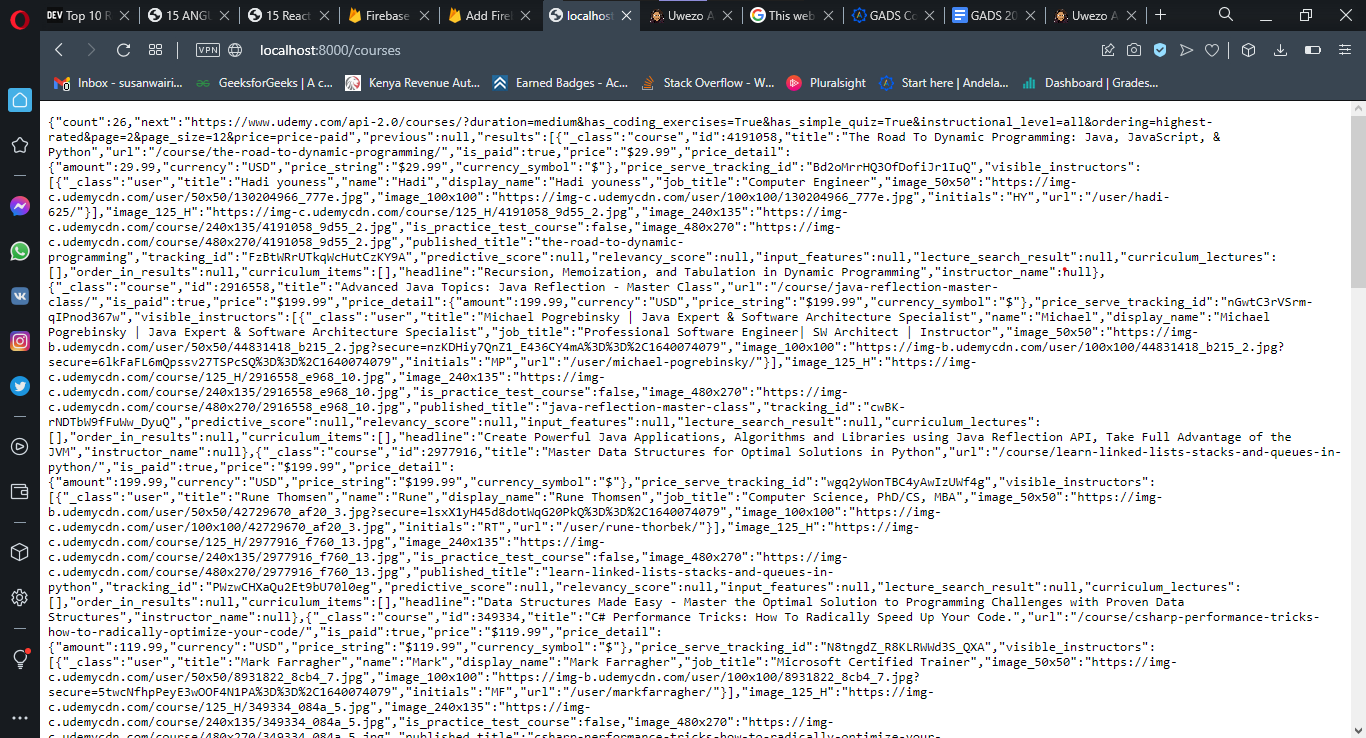 DEV Top 10 R
15 ANGU
15 React
Firebase
Add Firel
localhost
Uwezo A
This web
GADS Co
GADS 20
Uwezo A
VPN localhost:8000/courses
Inbox - susanwairi...
GeeksforGeeks | A c...
Kenya Revenue Aut...
Earned Badges - Ac...
Stack Overflow - W...
Pluralsight
Start here | Andela...
Dashboard | Grades...
{"count":26,"next":"https://www.udemy.com/api-2.0/courses/?duration=medium&has_coding_exercises=True&has_simple_quiz=True&instructional_level=all&ordering=highest-
rated&page=2&page_size=12&price=price-paid","previous":null,"results":[{"_class":"course","id":4191058,"title":"The Road To Dynamic Programming: Java, JavaScript, &
Python","url":"/course/the-road-to-dynamic-programming/","is_paid":true,"price":"$29.99","price_detail":
{"amount":29.99,"currency":"USD","price_string":"$29.99","currency_symbol":"$"},"price_serve_tracking_id":"Bd2oMrrHQ3OfDofiJr1IuQ","visible_instructors":
[{"_class":"user","title":"Hadi youness","name":"Hadi","display_name":"Hadi youness","job_title":"Computer Engineer","image_50x50":"https://img-
c.udemycdn.com/user/50x50/130204966_777e.jpg","image_100x100":"https://img-c.udemycdn.com/user/100x100/130204966_777e.jpg","initials":"HY","url":"/user/hadi-
625/"}],"image_125_H":"https://img-c.udemycdn.com/course/125_H/4191058_9d55_2.jpg","image_240x135":"https://img-
c.udemycdn.com/course/240x135/4191058_9d55_2.jpg","is_practice_test_course":false,"image_480x270":"https://img-
c.udemycdn.com/course/480x270/4191058_9d55_2.jpg","published_title":"the-road-to-dynamic-
programming","tracking_id":"FzBtWRrUTkqWcHutCzKY9A","predictive_score":null,"relevancy_score":null,"input_features":null,"lecture_search_result":null,"curriculum_lectures":
[],"order_in_results":null,"curriculum_items":[],"headline":"Recursion, Memoization, and Tabulation in Dynamic Programming","instructor_name":null},
{"_class":"course","id":2916558,"title":"Advanced Java Topics: Java Reflection - Master Class","url":"/course/java-reflection-master-
class/","is_paid":true,"price":"$199.99","price_detail":{"amount":199.99,"currency":"USD","price_string":"$199.99","currency_symbol":"$"},"price_serve_tracking_id":"nGwtC3rVSrm-
qIPnod367w","visible_instructors":[{"_class":"user","title":"Michael Pogrebinsky | Java Expert & Software Architecture Specialist","name":"Michael","display_name":"Michael
Pogrebinsky | Java Expert & Software Architecture Specialist","job_title":"Professional Software Engineer| SW Architect | Instructor","image_50x50":"https://img-
b.udemycdn.com/user/50x50/44831418_b215_2.jpg?secure=nzKDHiy7QnZ1_E436CY4mA%3D%3D%2C1640074079","image_100x100":"https://img-b.udemycdn.com/user/100x100/44831418_b215_2.jpg?
secure=6lkFaFL6mQpssv27TSPcSQ%3D%3D%2C1640074079","initials":"MP","url":"/user/michael-pogrebinsky/"}],"image_125_H":"https://img-
c.udemycdn.com/course/125_H/2916558_e968_10.jpg","image_240x135":"https://img-
c.udemycdn.com/course/240x135/2916558_e968_10.jpg","is_practice_test_course":false,"image_480x270":"https://img-
c.udemycdn.com/course/480x270/2916558_e968_10.jpg","published_title":"java-reflection-master-class","tracking_id":"cwBK-
rNDTbW9fFuWw_DyuQ","predictive_score":null,"relevancy_score":null,"input_features":null,"lecture_search_result":null,"curriculum_lectures":
[],"order_in_results":null,"curriculum_items":[],"headline":"Create Powerful Java Applications, Algorithms and Libraries using Java Reflection API, Take Full Advantage of the
JVM","instructor_name":null},{"_class":"course","id":2977916,"title":"Master Data Structures for Optimal Solutions in Python","url":"/course/learn-linked-lists-stacks-and-queues-in-
python/","is_paid":true,"price":"$199.99","price_detail":
{"amount":199.99,"currency":"USD","price_string":"$199.99","currency_symbol":"$"},"price_serve_tracking_id":"wgq2yWonTBC4yAwIzUWf4g","visible_instructors":
[{"_class":"user","title":"Rune Thomsen","name":"Rune","display_name":"Rune Thomsen","job_title":"Computer Science, PhD/CS, MBA","image_50x50":"https://img-
b.udemycdn.com/user/50x50/42729670_af20_3.jpg?secure=lsxX1yH45d8dotWqG20PkQ%3D%3D%2C1640074079","image_100x100":"https://img-
c.udemycdn.com/user/100x100/42729670_af20_3.jpg","initials":"RT","url":"/user/rune-thorbek/"}],"image_125_H":"https://img-
c.udemycdn.com/course/125_H/2977916_f760_13.jpg","image_240x135":"https://img-
c.udemycdn.com/course/240x135/2977916_f760_13.jpg","is_practice_test_course":false,"image_480x270":"https://img-
c.udemycdn.com/course/480x270/2977916_f760_13.jpg","published_title":"learn-linked-lists-stacks-and-queues-in-
python","tracking_id":"PWzwCHXaQu2Et9bU70l0eg","predictive_score":null,"relevancy_score":null,"input_features":null,"lecture_search_result":null,"curriculum_lectures":
[],"order_in_results":null,"curriculum_items":[],"headline":"Data Structures Made Easy - Master the Optimal Solution to Programming Challenges with Proven Data
Structures","instructor_name":null},{"_class":"course","id":349334,"title":"C# Performance Tricks: How To Radically Speed Up Your Code.","url":"/course/csharp-performance-tricks-
how-to-radically-optimize-your-code/","is_paid":true,"price":"$119.99","price_detail":
{"amount":119.99,"currency":"USD","price_string":"$119.99","currency_symbol":"$"},"price_serve_tracking_id":"N8tngdZ_R8KLRWWd3S_QXA","visible_instructors":
[{"_class":"user","title":"Mark Farragher","name":"Mark","display_name":"Mark Farragher","job_title":"Microsoft Certified Trainer","image_50x50":"https://img-
c.udemycdn.com/user/50x50/8931822_8cb4_7.jpg","image_100x100":"https://img-b.udemycdn.com/user/100x100/8931822_8cb4_7.jpg?
secure=5twcNfhpPeyE3wOOF4N1PA%3D%3D%2C1640074079","initials":"MF","url":"/user/markfarragher/"}],"image_125_H":"https://img-
c.udemycdn.com/course/125_H/349334_084a_5.jpg","image_240x135":"https://img-
c.udemycdn.com/course/240x135/349334_084a_5.jpg","is_practice_test_course":false,"image_480x270":"https://img-
c.udemycdn.com/course/480x270/349334_084a_5.jpg","published_title":"csharp-performance-tricks-how-to-radically-optimize-your-